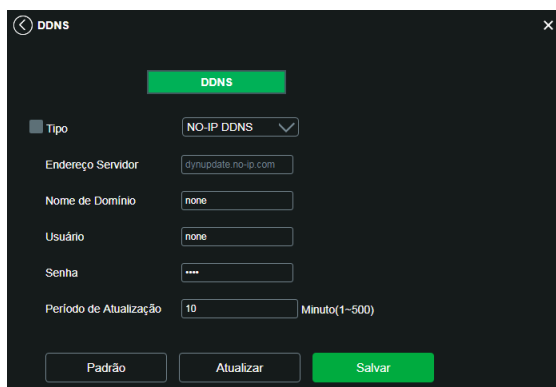 DDNS
DDNS
Tipo NO-IP DDNS
Endereço Servidor dynupdate.no-ip.com
Nome de Domínio none
Usuário none
Senha ••••
Período de Atualização 10 Minuto(1~500)
Padrão Atualizar Salvar